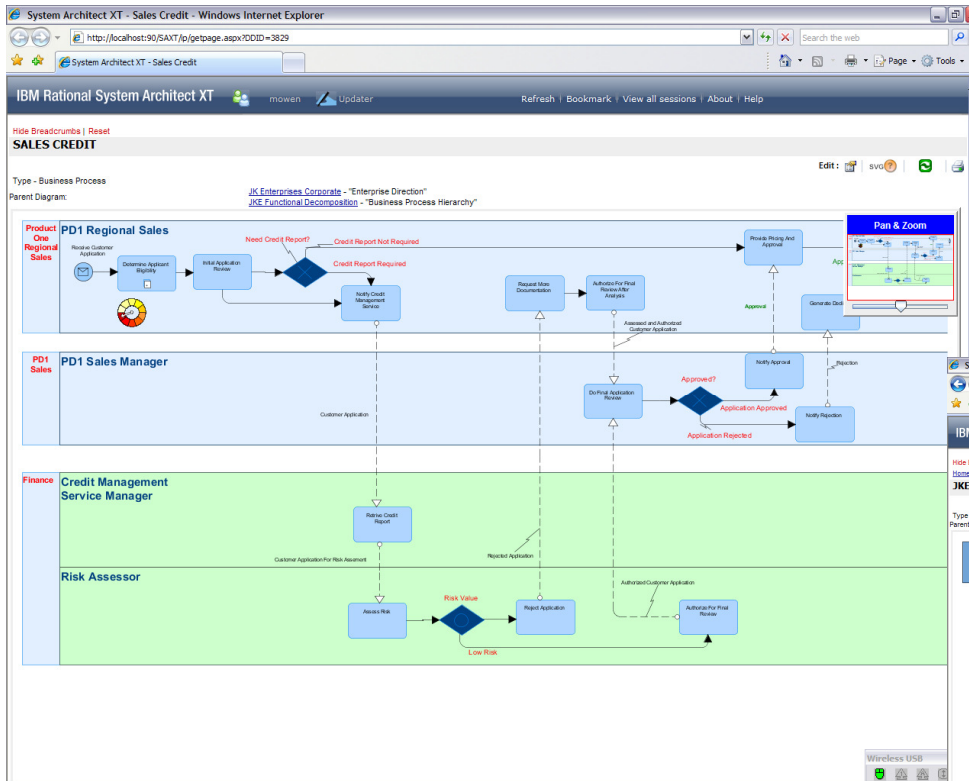 System Architect XT - Sales Credit - Windows Internet Explorer
http://localhost:90/SAXT/ip/getpage.aspx?DDID=3829
Search the web
System Architect XT - Sales Credit
Page
Tools
IBM Rational System Architect XT
mowen
Updater
Refresh | Bookmark | View all sessions | About | Help
Hide Breadcrumbs | Reset
SALES CREDIT
Edit :
svg
Type - Business Process
Parent Diagram:
JK Enterprises Corporate - "Enterprise Direction"
JKE Functional Decomposition - "Business Process Hierarchy"
Product
One
Regional
Sales
PD1 Regional Sales
Receive Customer
Application
Determine Applicant
Eligibility
Initial Application
Review
Need Credit Report?
Credit Report Not Required
Credit Report Required
Notify Credit
Management
Service
Request More
Documentation
Authorize For Final
Review After
Analysis
Assessed and Authorized
Customer Application
Provide Pricing And
Approval
Approval
Pan & Zoom
PD1
Sales
PD1 Sales Manager
Customer Application
Do Final Application
Review
Approved?
Application Approved
Application Rejected
Notify Approval
Notify Rejection
Rejection
Finance
Credit Management
Service Manager
Retrive Credit
Report
Customer Application For Risk Assesment
Rejected Application
Risk Assessor
Assess Risk
Risk Value
Low Risk
Reject Application
Authorized Customer Application
Authorize For Final
Review
Wireless USB